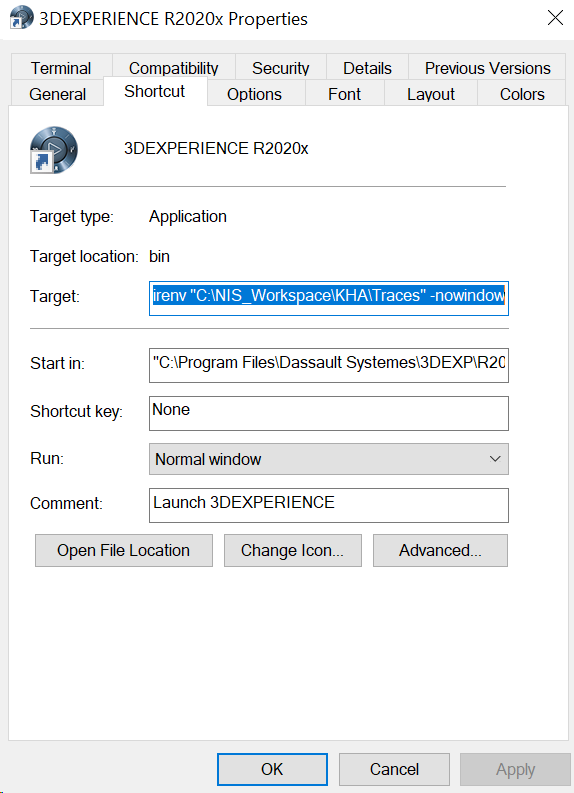 3DEXPERIENCE R2020x Properties
Terminal Compatibility Security Details Previous Versions
General Shortcut Options Font Layout Colors
3DEXPERIENCE R2020x
Target type: Application
Target location: bin
Target: irenv "C:\NIS_Workspace\KHA\Traces" -nowindow
Start in: "C:\Program Files\Dassault Systemes\3DEXP\R20
Shortcut key: None
Run: Normal window
Comment: Launch 3DEXPERIENCE
Open File Location Change Icon... Advanced...
OK Cancel Apply